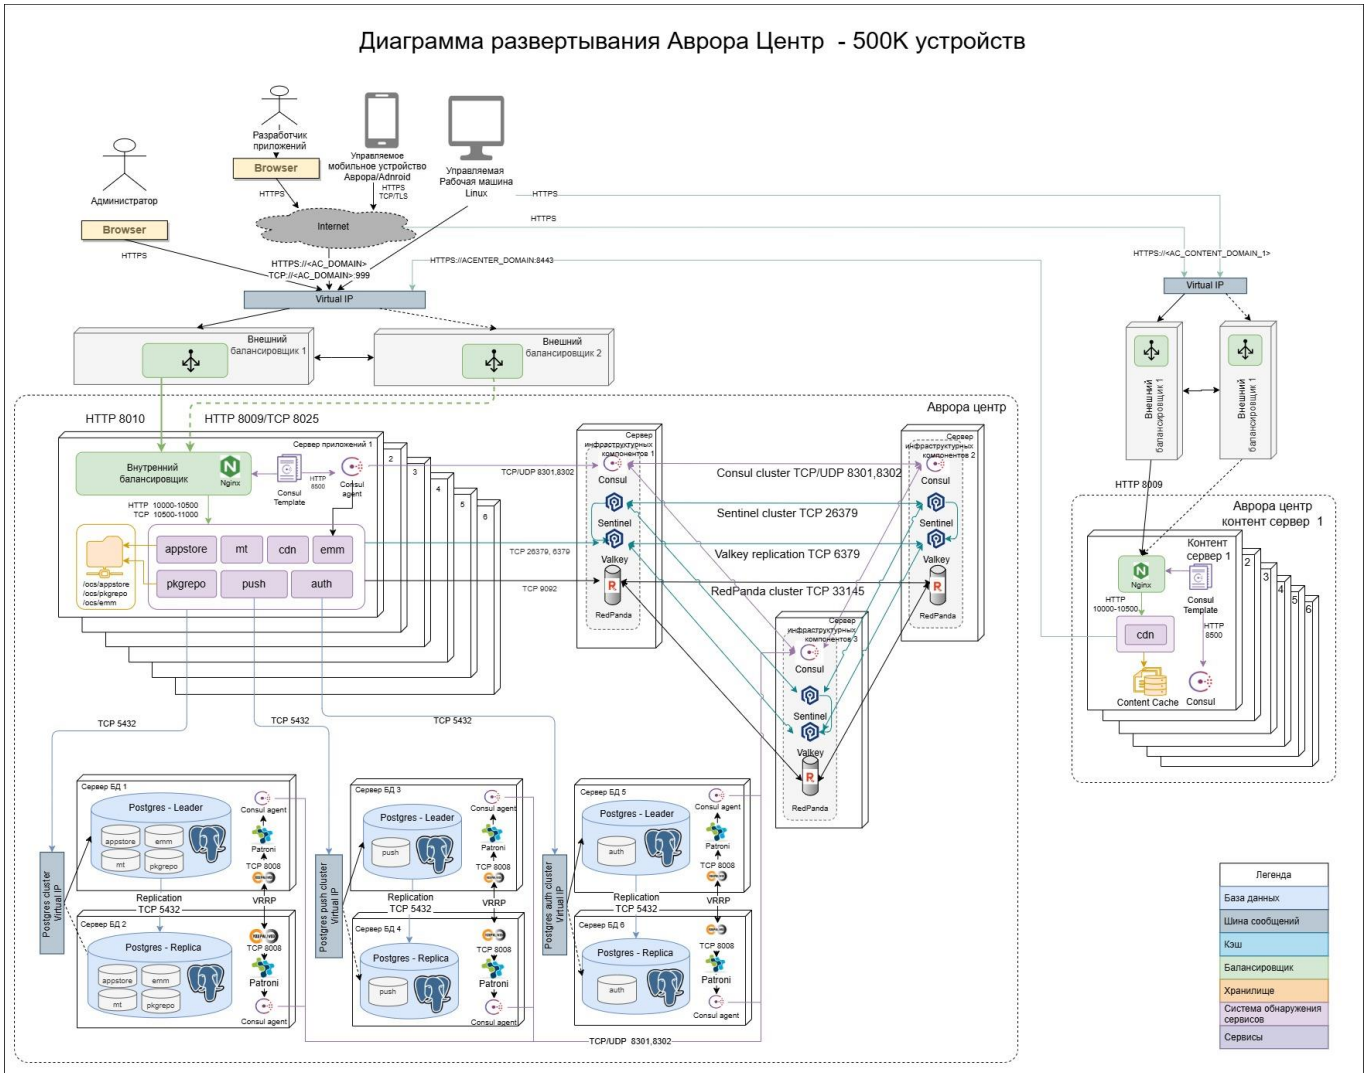 Диаграмма развертывания Аврора Центр - 500K устройств
Администратор
Browser
HTTPS
Разработчик
приложений
Browser
HTTPS
Управляемое
мобильное устройство
Аврора/Adnroid
HTTPS
TCP/TLS
Управляемая
Рабочая машина
Linux
Internet
HTTPS
HTTPS
HTTPS://<AC_DOMAIN>
TCP://<AC_DOMAIN>:999
HTTPS://ACENTER_DOMAIN:8443
HTTPS://<AC_CONTENT_DOMAIN_1>
Virtual IP
Virtual IP
Внешний
балансировщик 1
Внешний
балансировщик 2
Внешний
балансировщик 1
Внешний
балансировщик 1
Аврора центр
HTTP 8010
HTTP 8009/TCP 8025
Сервер приложений 1
2
3
4
5
6
Внутренний
балансировщик
Nginx
Consul
Template
HTTP
8500
Consul
agent
HTTP 10000-10500
TCP 10500-11000
appstore
mt
cdn
emm
pkgrepo
push
auth
/ocs/appstore
/ocs/pkgrepo
/ocs/emm
TCP/UDP 8301,8302
TCP 26379, 6379
TCP 9092
Сервер
инфраструктурных
компонентов 1
Consul
Sentinel
Valkey
RedPanda
Consul cluster TCP/UDP 8301,8302
Sentinel cluster TCP 26379
Valkey replication TCP 6379
RedPanda cluster TCP 33145
Сервер
инфраструктурных
компонентов 2
Consul
Sentinel
Valkey
RedPanda
Сервер
инфраструктурных
компонентов 3
Consul
Sentinel
Valkey
RedPanda
HTTP 8009
Аврора центр
контент сервер 1
Контент
сервер 1
2
3
4
5
6
Nginx
Consul
Template
HTTP
10000-10500
HTTP
8500
cdn
Content Cache
Consul
TCP 5432
TCP 5432
TCP 5432
Postgres cluster
Virtual IP
Сервер БД 1
Postgres - Leader
appstore
emm
mt
pkgrepo
Consul agent
Patroni
TCP 8008
Replication
TCP 5432
VRRP
Сервер БД 2
Postgres - Replica
appstore
emm
mt
pkgrepo
TCP 8008
Patroni
Consul agent
Postgres push cluster
Virtual IP
Сервер БД 3
Postgres - Leader
push
Consul agent
Patroni
TCP 8008
Replication
TCP 5432
VRRP
Сервер БД 4
Postgres - Replica
push
TCP 8008
Patroni
Consul agent
Postgres auth cluster
Virtual IP
Сервер БД 5
Postgres - Leader
auth
Consul agent
Patroni
TCP 8008
Replication
TCP 5432
VRRP
Сервер БД 6
Postgres - Replica
auth
TCP 8008
Patroni
Consul agent
TCP/UDP 8301,8302
Легенда
База данных
Шина сообщений
Кэш
Балансировщик
Хранилище
Система обнаружения
сервисов
Сервисы